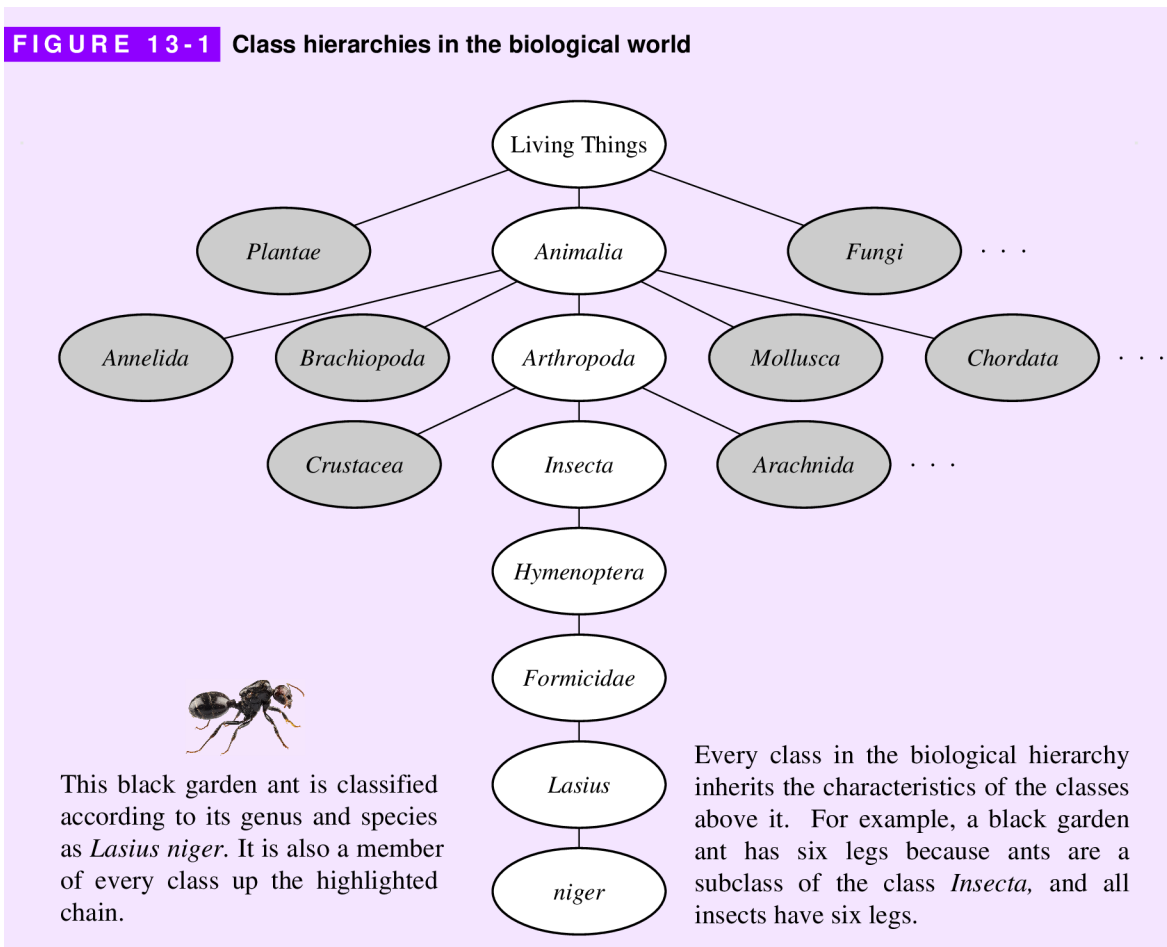 FIGURE 13-1 Class hierarchies in the biological world
Living Things
Plantae Animalia Fungi . . .
Annelida Brachiopoda Arthropoda Mollusca Chordata . . .
Crustacea Insecta Arachnida . . .
Hymenoptera
Formicidae
Lasius
niger
This black garden ant is classified
according to its genus and species
as Lasius niger. It is also a member
of every class up the highlighted
chain.
Every class in the biological hierarchy
inherits the characteristics of the classes
above it. For example, a black garden
ant has six legs because ants are a
subclass of the class Insecta, and all
insects have six legs.